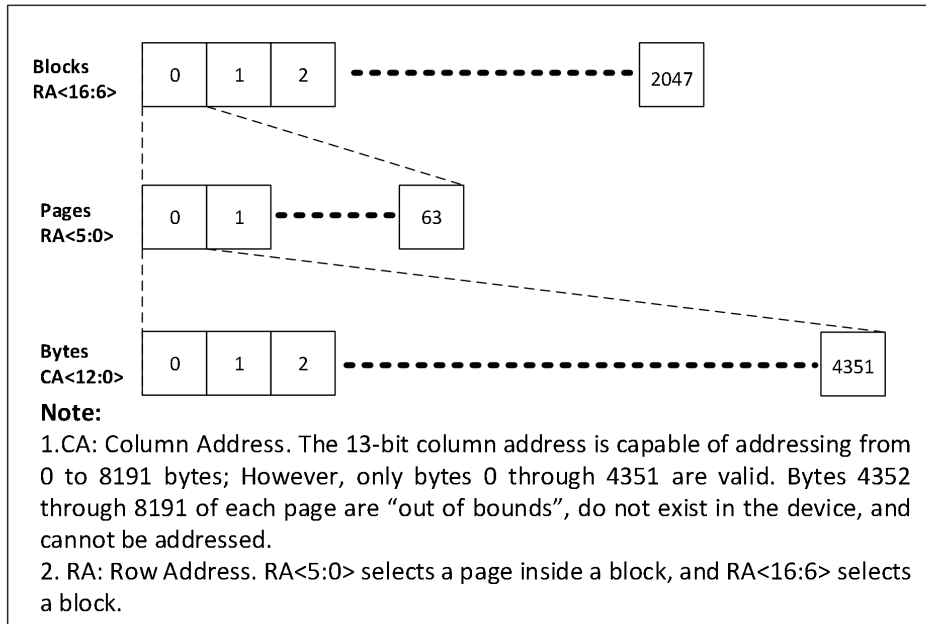 Blocks
RA<16:6>
0 1 2 2047
Pages
RA<5:0>
0 1 63
Bytes
CA<12:0>
0 1 2 4351
Note:
1.CA: Column Address. The 13-bit column address is capable of addressing from
0 to 8191 bytes; However, only bytes 0 through 4351 are valid. Bytes 4352
through 8191 of each page are “out of bounds”, do not exist in the device, and
cannot be addressed.
2. RA: Row Address. RA<5:0> selects a page inside a block, and RA<16:6> selects
a block.